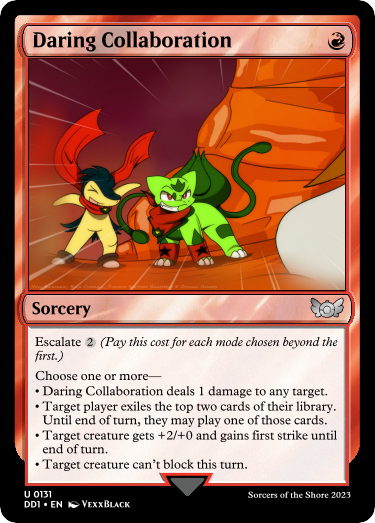 Daring Collaboration
Sorcery
Escalate 2 (Pay this cost for each mode chosen beyond the
first.)
Choose one or more—
• Daring Collaboration deals 1 damage to any target.
• Target player exiles the top two cards of their library.
Until end of turn, they may play one of those cards.
• Target creature gets +2/+0 and gains first strike until
end of turn.
• Target creature can't block this turn.
U 0131
DD1 • EN VexxBlack
Sorcers of the Shore 2023